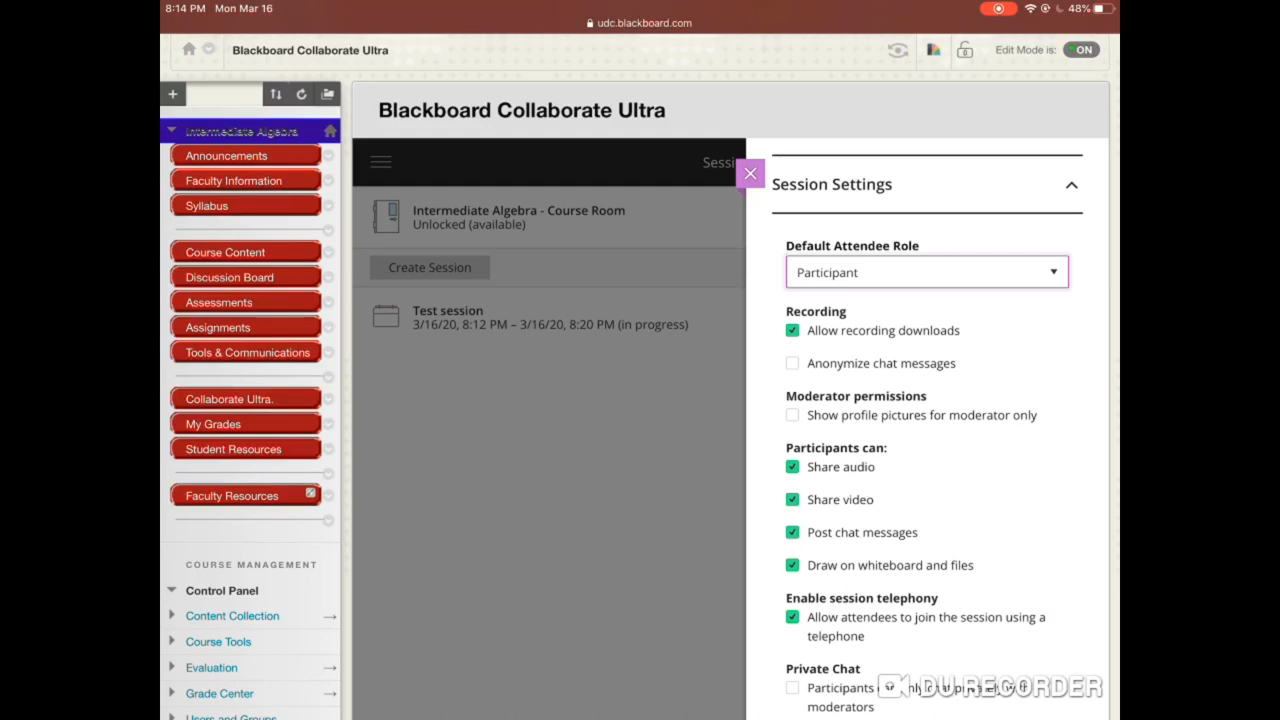 8:14 PM Mon Mar 16
udc.blackboard.com
48%
Blackboard Collaborate Ultra
Edit Mode is: ON
Intermediate Algebra
Announcements
Faculty Information
Syllabus
Course Content
Discussion Board
Assessments
Assignments
Tools & Communications
Collaborate Ultra.
My Grades
Student Resources
Faculty Resources
COURSE MANAGEMENT
Control Panel
Content Collection
Course Tools
Evaluation
Grade Center
Users and Groups
Blackboard Collaborate Ultra
Sessi
Intermediate Algebra - Course Room
Unlocked (available)
Create Session
Test session
3/16/20, 8:12 PM – 3/16/20, 8:20 PM (in progress)
Session Settings
Default Attendee Role
Participant
Recording
Allow recording downloads
Anonymize chat messages
Moderator permissions
Show profile pictures for moderator only
Participants can:
Share audio
Share video
Post chat messages
Draw on whiteboard and files
Enable session telephony
Allow attendees to join the session using a
telephone
Private Chat
Participants
moderators
DU RECORDER